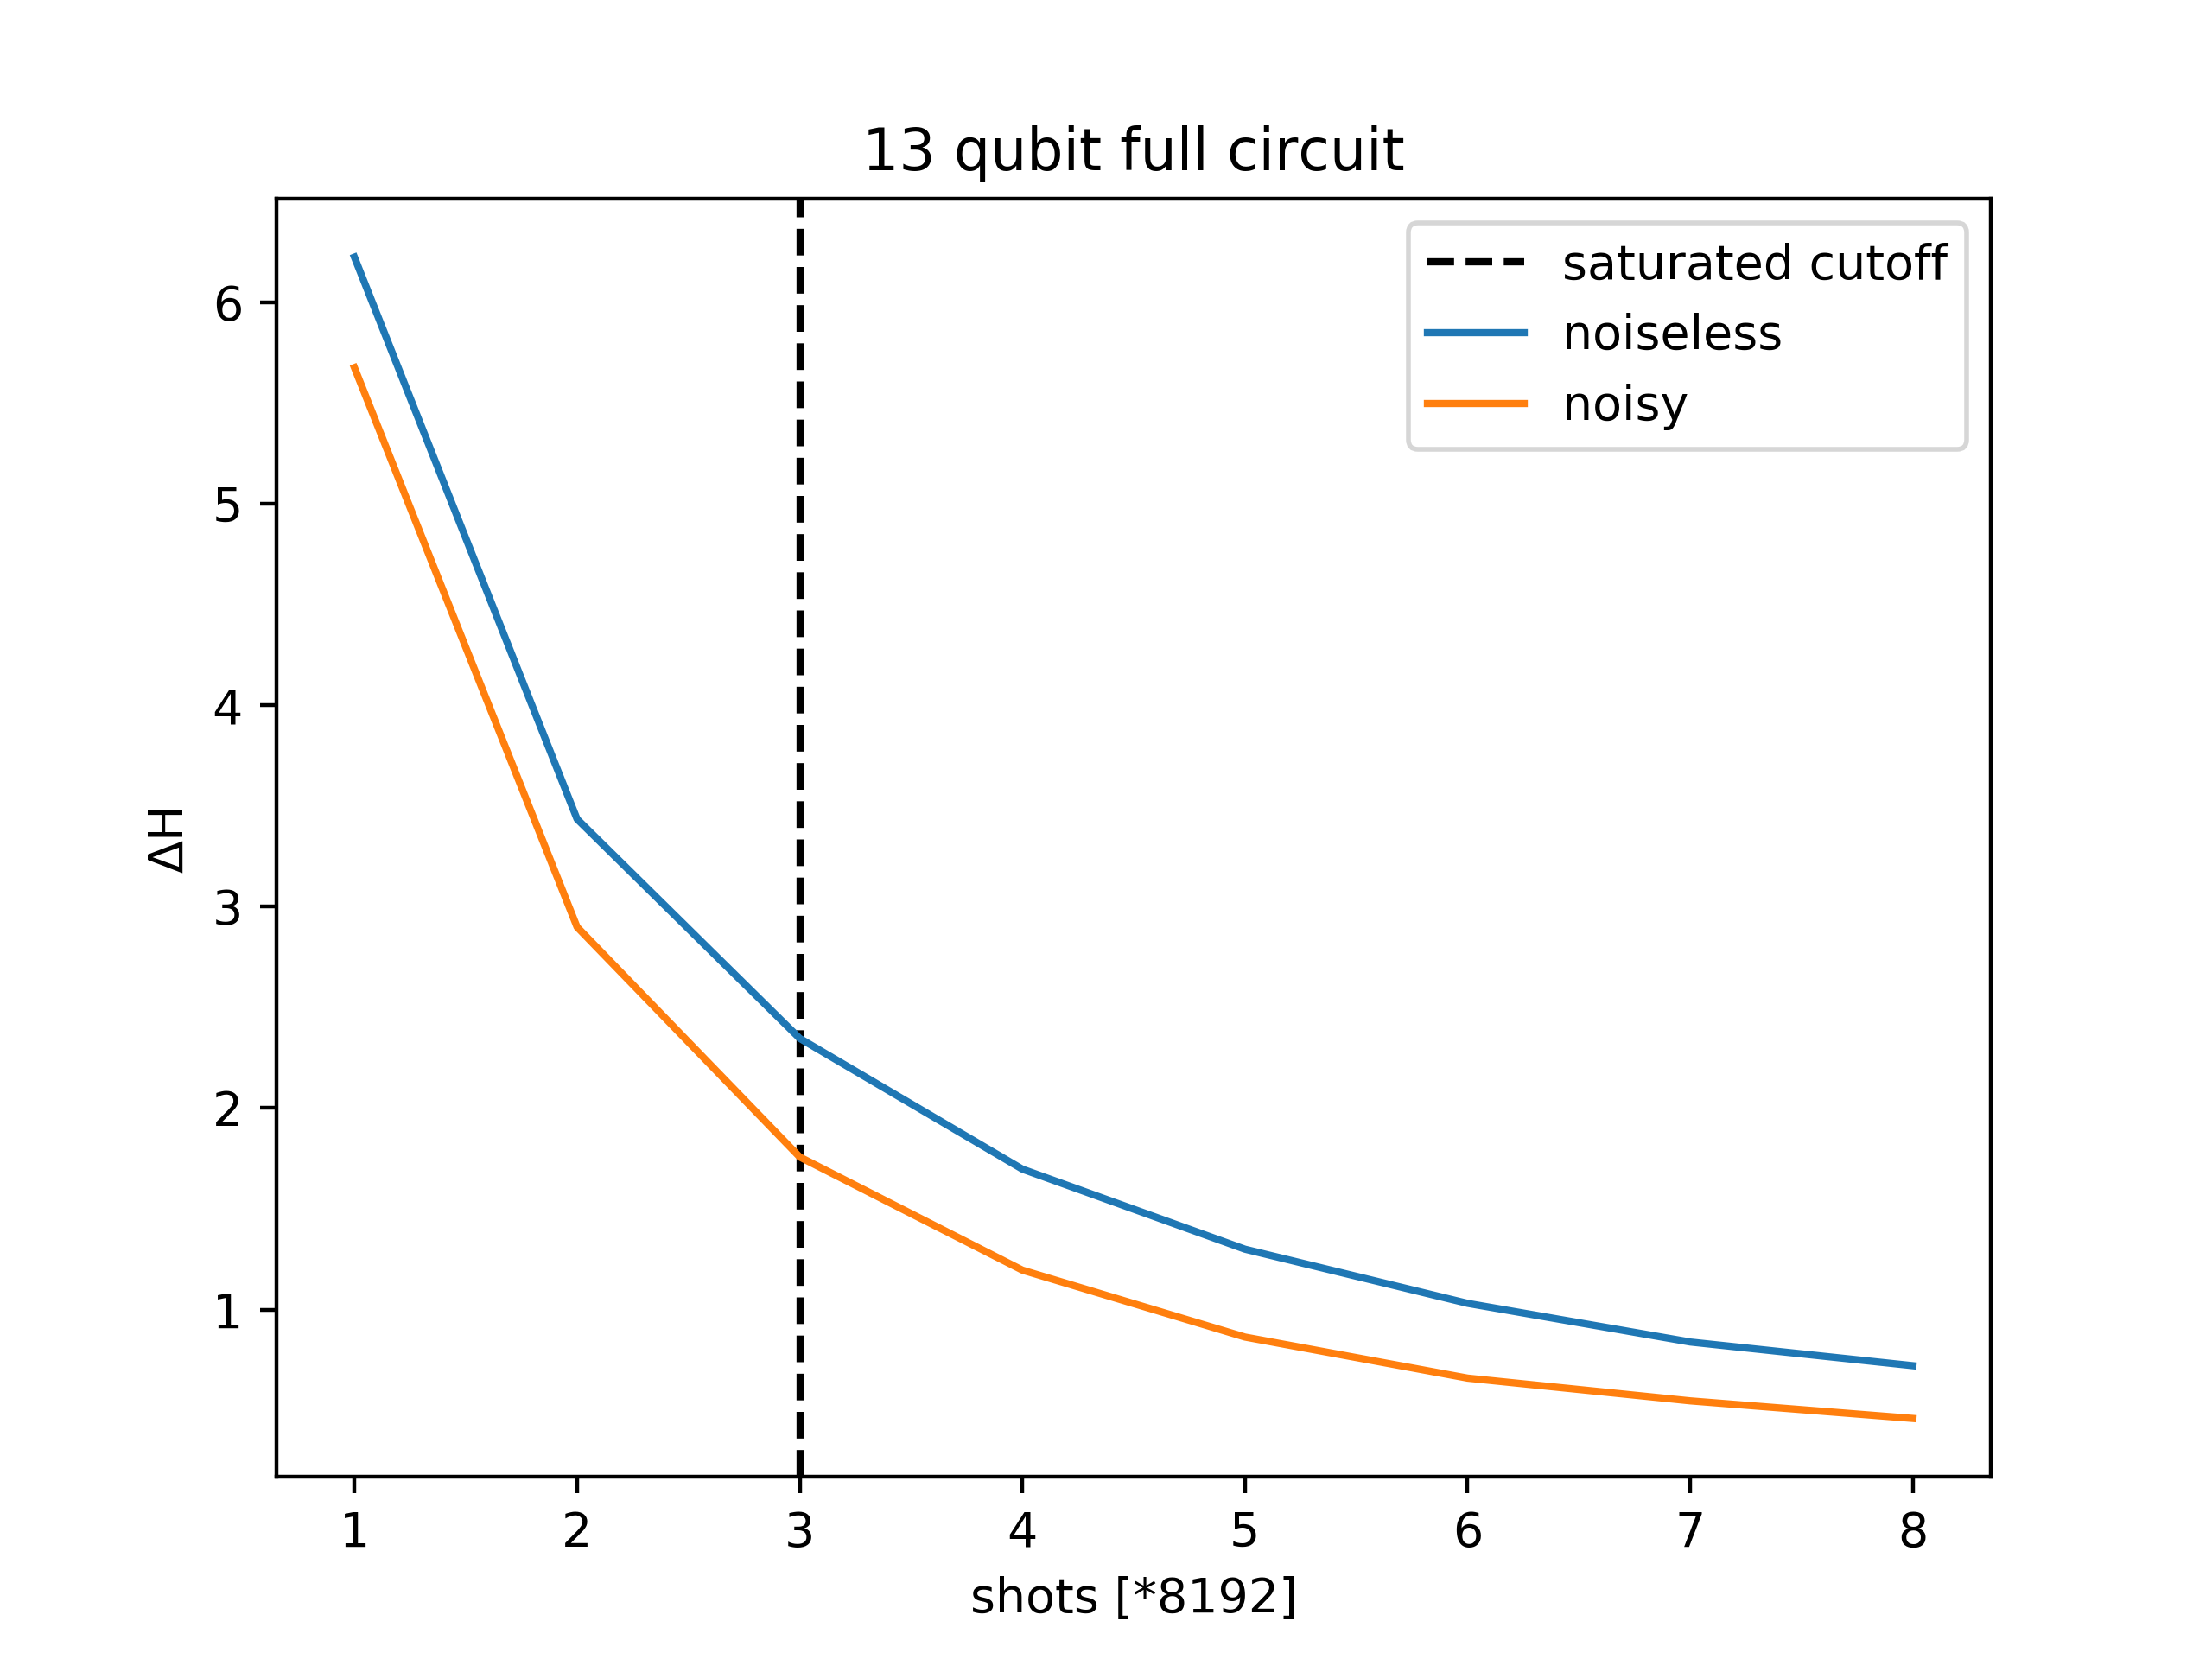 13 qubit full circuit
saturated cutoff
noiseless
noisy
6
5
4
3
2
1
ΔH
1 2 3 4 5 6 7 8
shots [*8192]